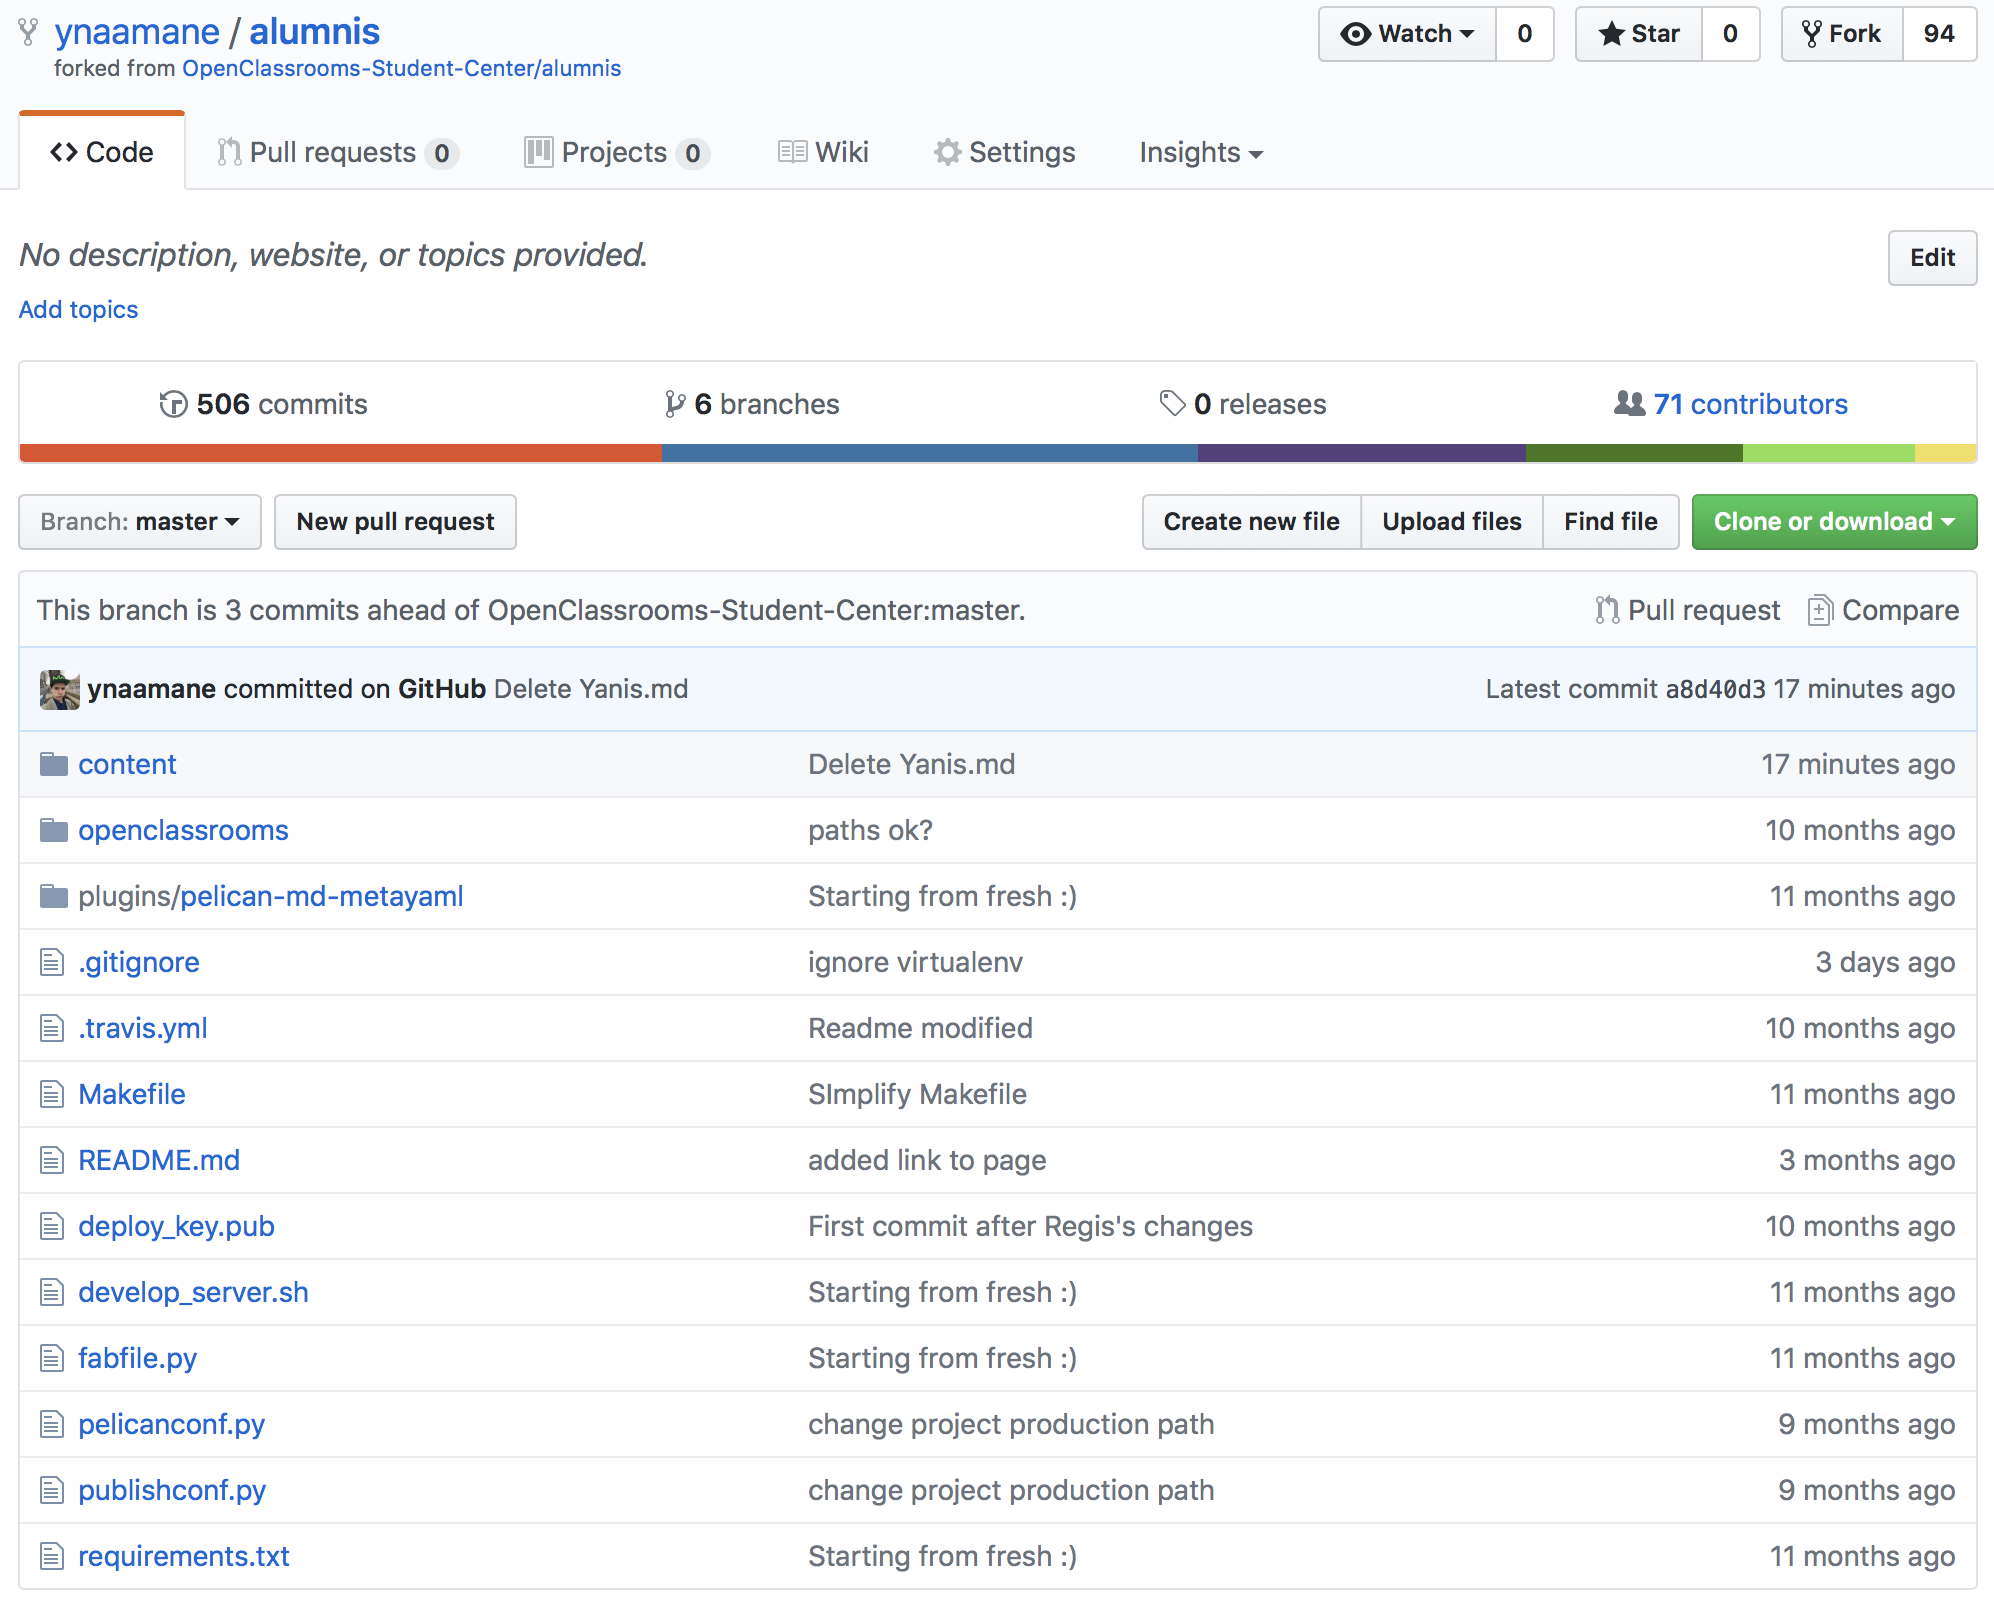 ynaamane / alumnis
forked from OpenClassrooms-Student-Center/alumnis
Watch 0 Star 0 Fork 94
Code Pull requests 0 Projects 0 Wiki Settings Insights
No description, website, or topics provided. Edit
Add topics
506 commits 6 branches 0 releases 71 contributors
Branch: master New pull request Create new file Upload files Find file Clone or download
This branch is 3 commits ahead of OpenClassrooms-Student-Center:master. Pull request Compare
ynaamane committed on GitHub Delete Yanis.md Latest commit a8d40d3 17 minutes ago
content Delete Yanis.md 17 minutes ago
openclassrooms paths ok? 10 months ago
plugins/pelican-md-metayaml Starting from fresh :) 11 months ago
.gitignore ignore virtualenv 3 days ago
.travis.yml Readme modified 10 months ago
Makefile SImplify Makefile 11 months ago
README.md added link to page 3 months ago
deploy_key.pub First commit after Regis's changes 10 months ago
develop_server.sh Starting from fresh :) 11 months ago
fabfile.py Starting from fresh :) 11 months ago
pelicanconf.py change project production path 9 months ago
publishconf.py change project production path 9 months ago
requirements.txt Starting from fresh :) 11 months ago